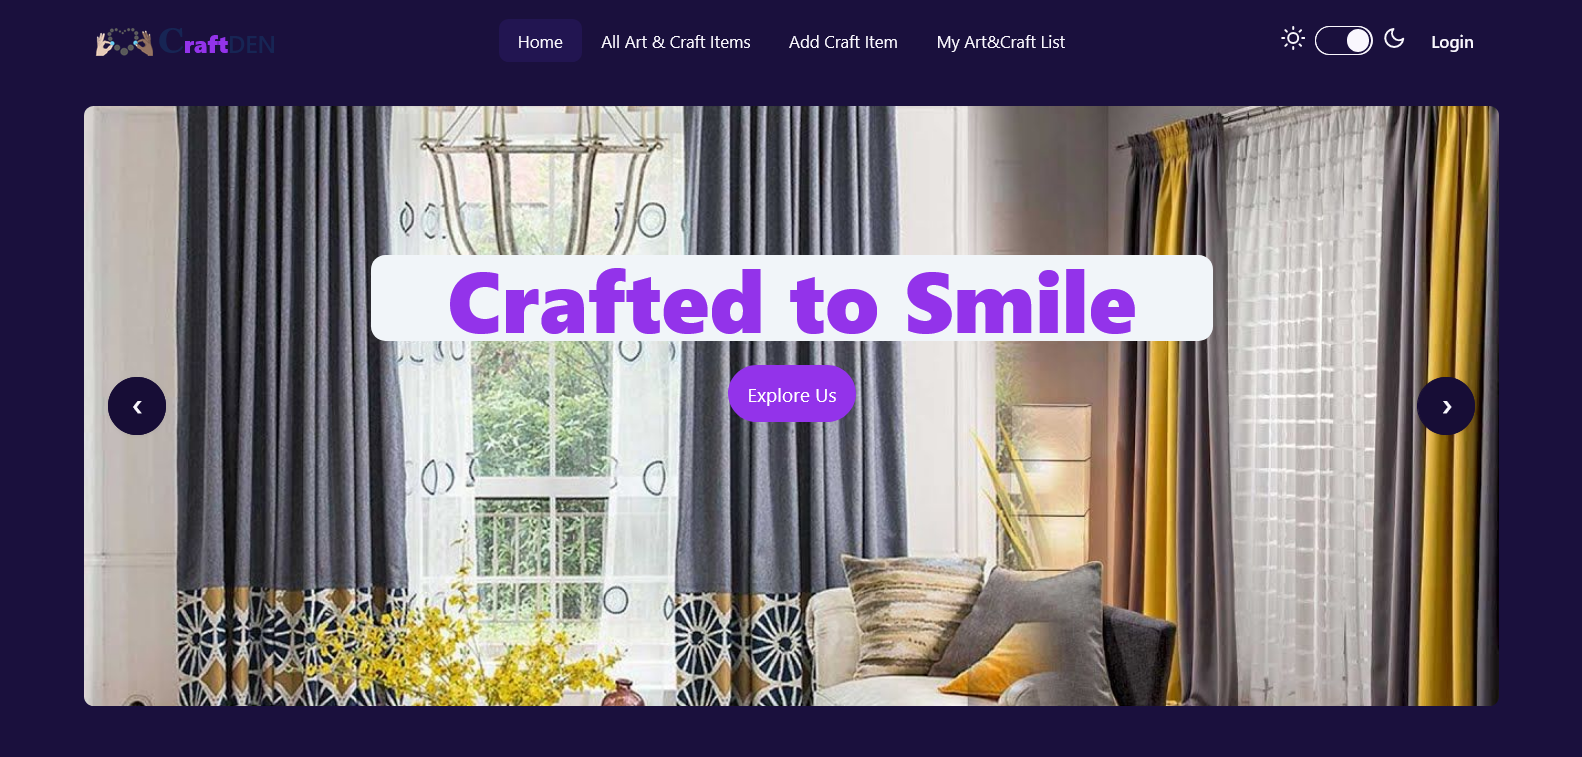 CraftDEN
Home
All Art & Craft Items
Add Craft Item
My Art&Craft List
Login
Crafted to Smile
Explore Us